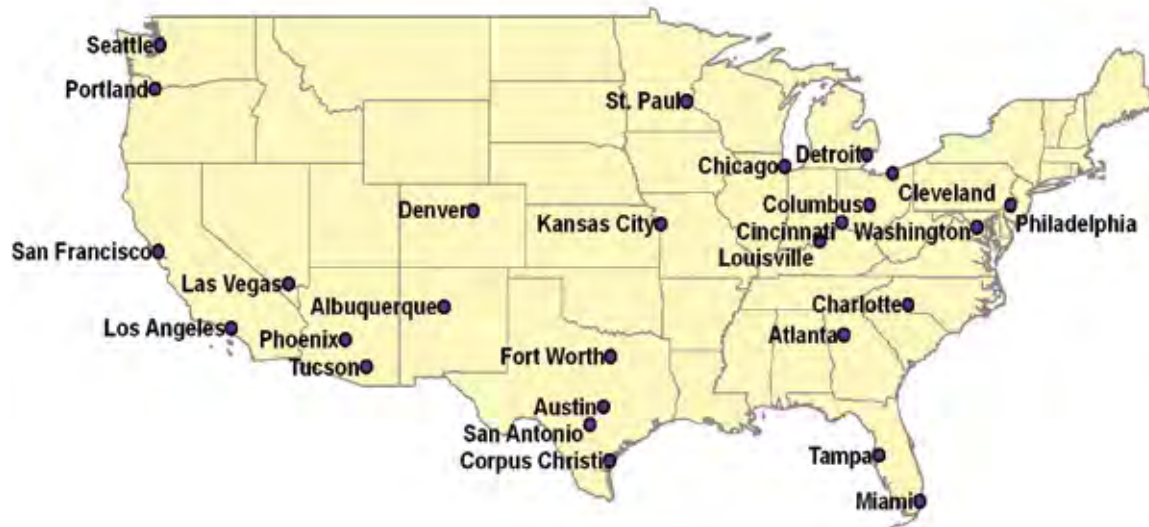 Seattle
Portland
St. Paul
Chicago
Detroit
Cleveland
Denver
Kansas City
Columbus
Cincinnati
Washington
Philadelphia
San Francisco
Louisville
Las Vegas
Albuquerque
Charlotte
Los Angeles
Phoenix
Atlanta
Tucson
Fort Worth
Austin
San Antonio
Corpus Christi
Tampa
Miami